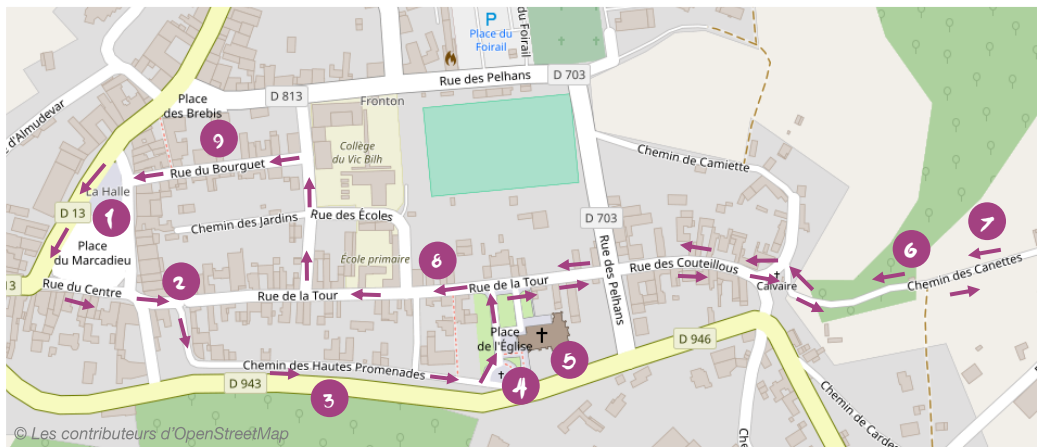 P
Place du
Foirail
Foirail
Rue des Pelhans
D 703
D 813
Fronton
Place
des Brebis
9
Collège
du Vic Bilh
Rue du Bourguet
Chemin de Camiette
La Halle
1
D 13
Chemin des Jardins
Rue des Écoles
D 703
Place
du Marcadieu
École primaire
8
Rue des Pelhans
Rue des Couteillous
6
7
Calvaire
Chemin des Canettes
Rue du Centre
2
Rue de la Tour
Rue de la Tour
Place
de l'Église
5
D 946
Chemin des Hautes Promenades
4
D 943
3
© Les contributeurs d'OpenStreetMap